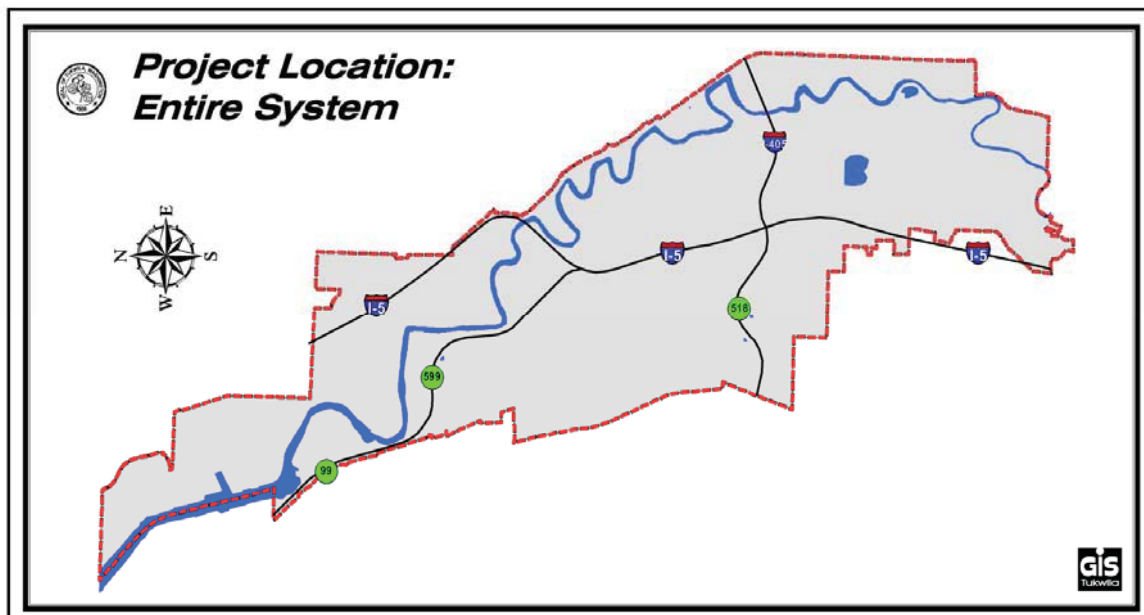 Project Location:
Entire System
I-405
E
N
S
W
I-5
I-5
I-5
518
599
99
GIS
Tukwila